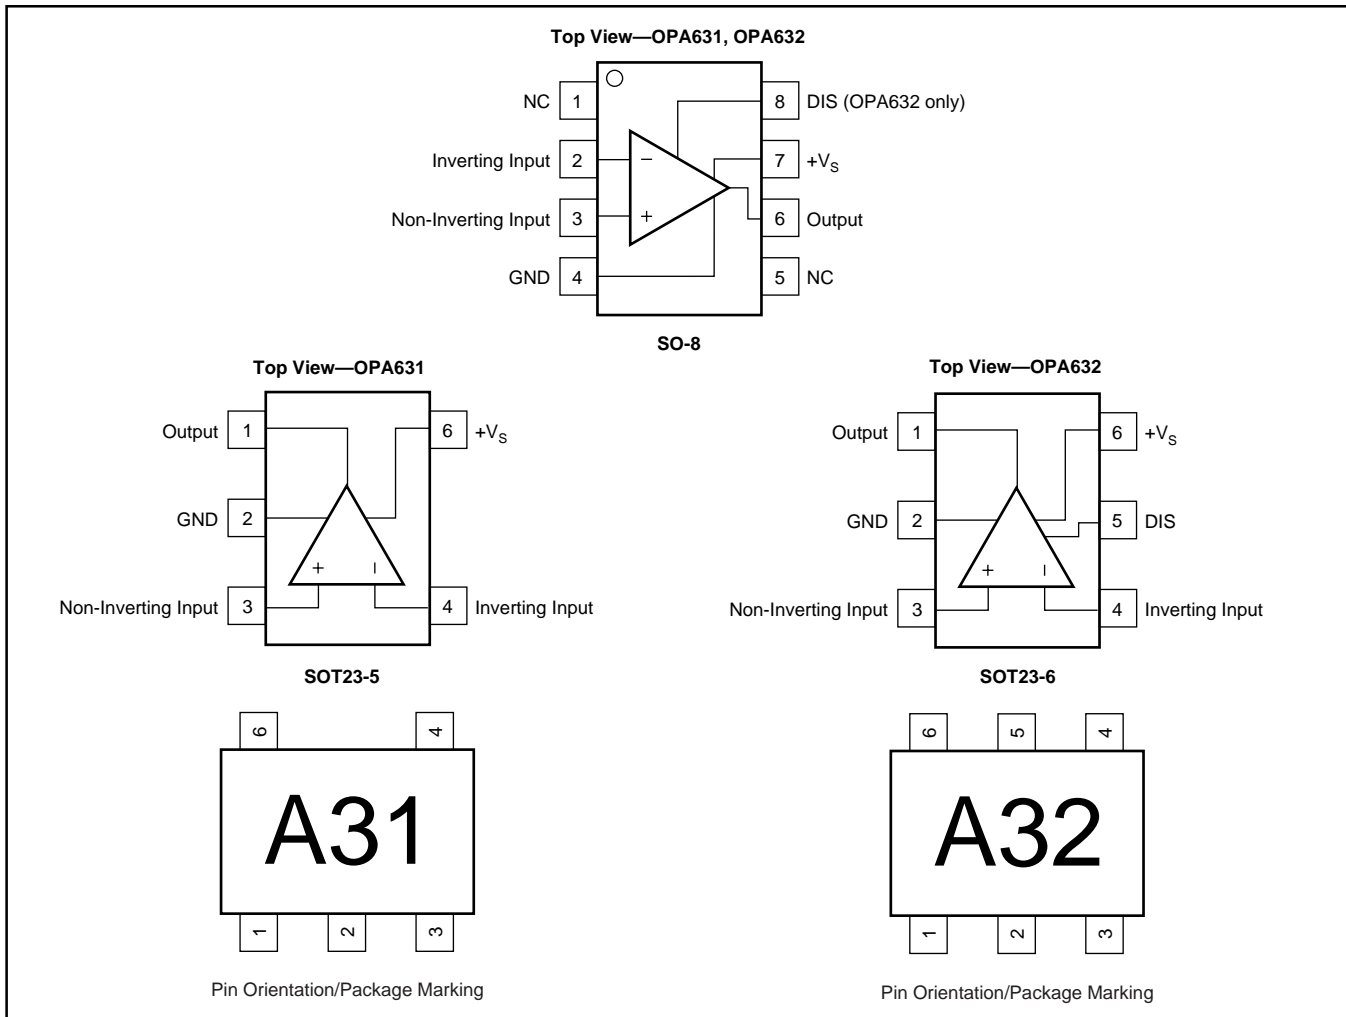 Top View—OPA631, OPA632
NC 1 8 DIS (OPA632 only)
Inverting Input 2 − 7 +VS
Non-Inverting Input 3 + 6 Output
GND 4 5 NC
SO-8
Top View—OPA631
Output 1 6 +VS
GND 2
Non-Inverting Input 3 + − 4 Inverting Input
SOT23-5
6 4
A31
1 2 3
Pin Orientation/Package Marking
Top View—OPA632
Output 1 6 +VS
GND 2 5 DIS
Non-Inverting Input 3 + − 4 Inverting Input
SOT23-6
6 5 4
A32
1 2 3
Pin Orientation/Package Marking